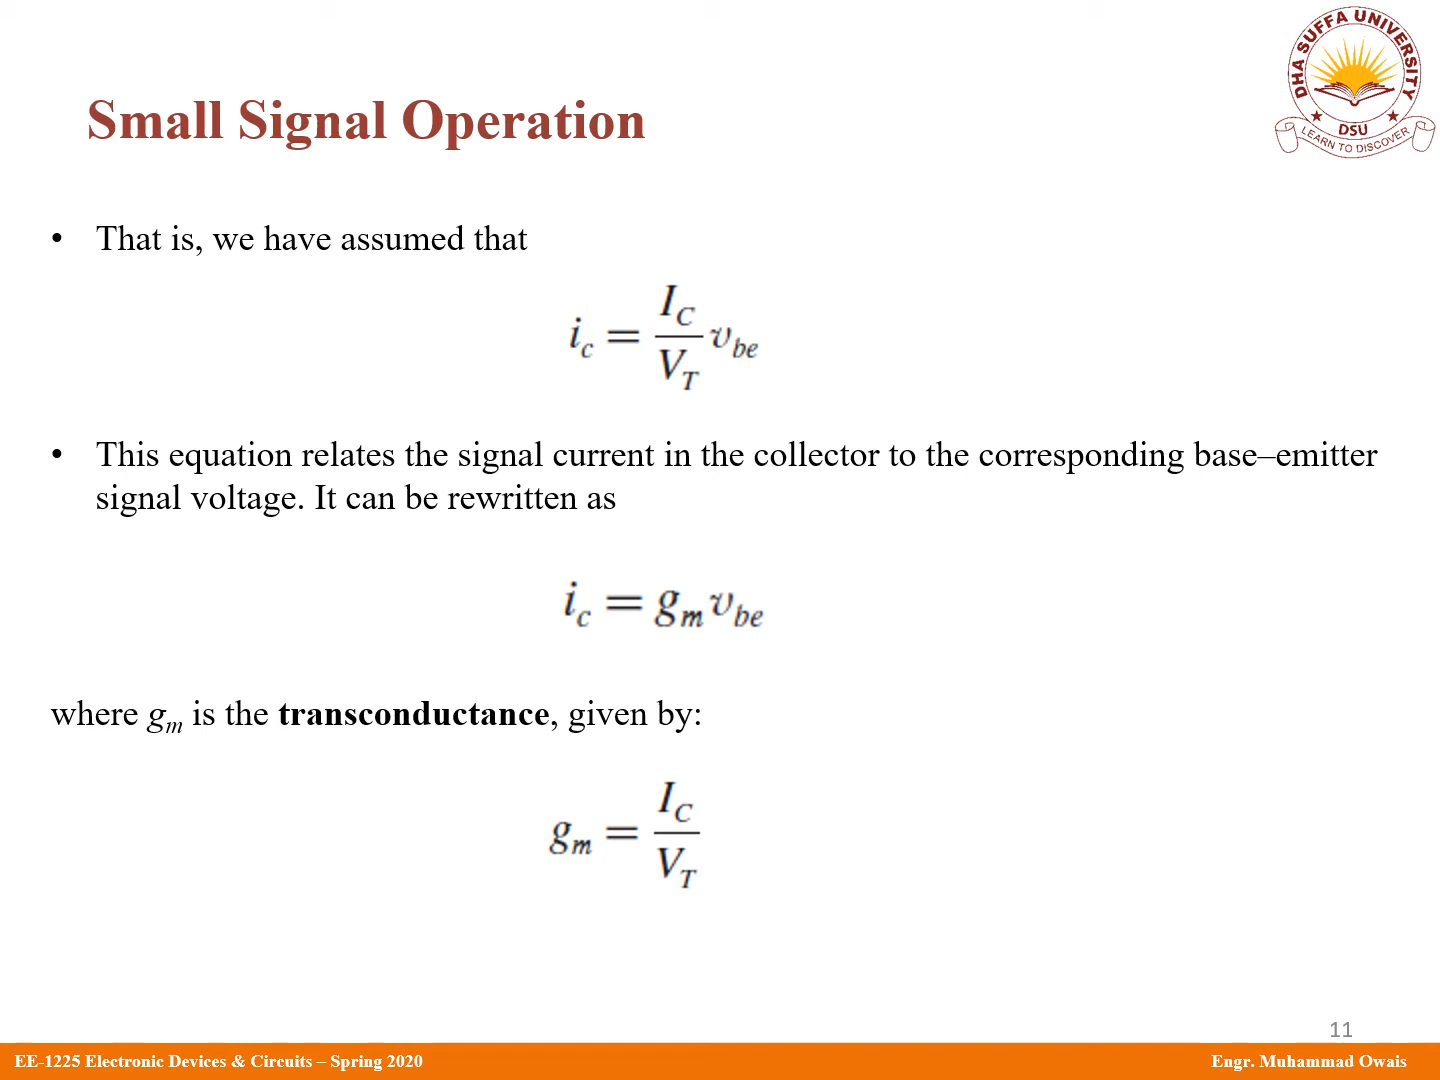 DHA SUFFA UNIVERSITY
DSU
LEARN TO DISCOVER
Small Signal Operation
• That is, we have assumed that
i_c = I_C / V_T v_be
• This equation relates the signal current in the collector to the corresponding base–emitter
signal voltage. It can be rewritten as
i_c = g_m v_be
where g_m is the transconductance, given by:
g_m = I_C / V_T
11
EE-1225 Electronic Devices & Circuits – Spring 2020
Engr. Muhammad Owais